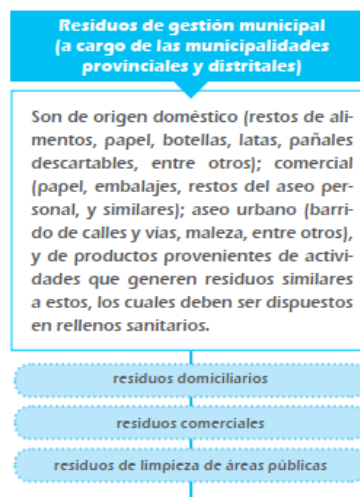 Residuos de gestión municipal
(a cargo de las municipalidades
provinciales y distritales)
Son de origen doméstico (restos de ali-
mentos, papel, botellas, latas, pañales
descartables, entre otros); comercial
(papel, embalajes, restos del aseo per-
sonal, y similares); aseo urbano (barri-
do de calles y vias, maleza, entre otros),
y de productos provenientes de activi-
dades que generen residuos similares
a estos, los cuales deben ser dispuestos
en rellenos sanitarios.
residuos domiciliarios
residuos comerciales
residuos de limpieza de áreas públicas